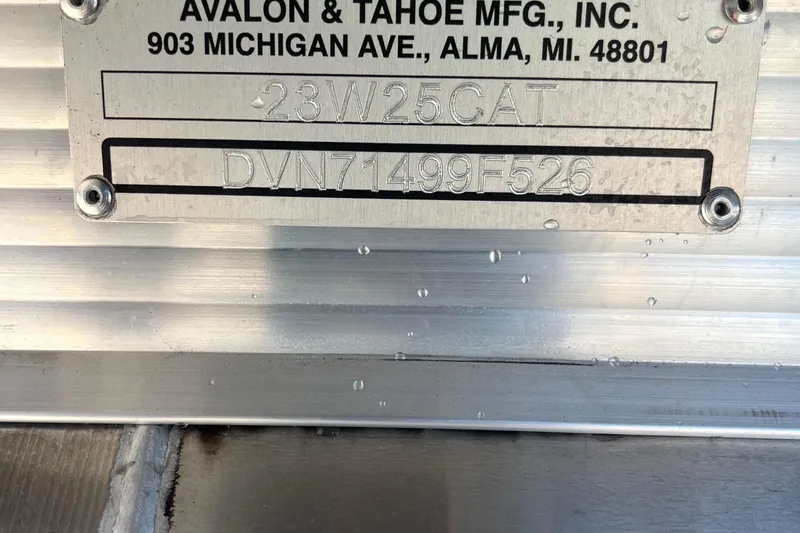 AVALON & TAHOE MFG., INC.
903 MICHIGAN AVE., ALMA, MI. 48801
23W25CAT
DVN71499F526